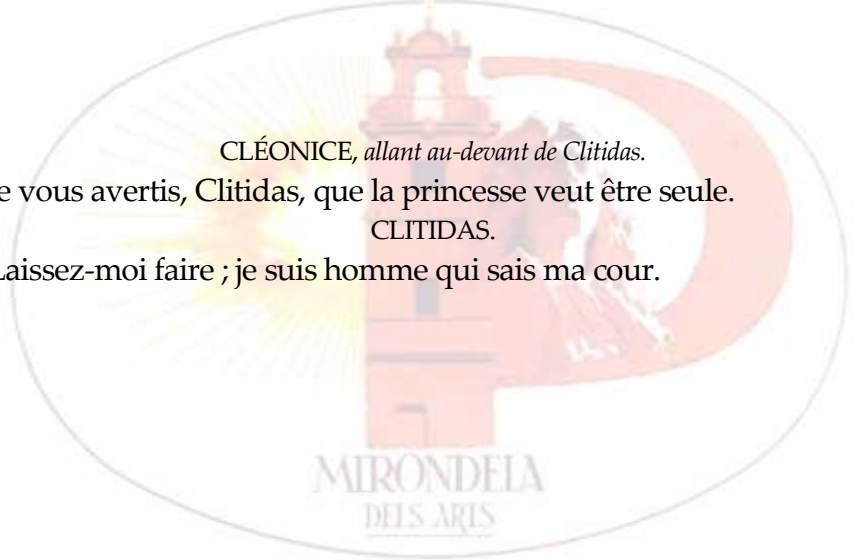 CLÉONICE, allant au-devant de Clitidas.
e vous avertis, Clitidas, que la princesse veut être seule.
CLITIDAS.
Laissez-moi faire ; je suis homme qui sais ma cour.
MIRONDELA
DELS ARTS